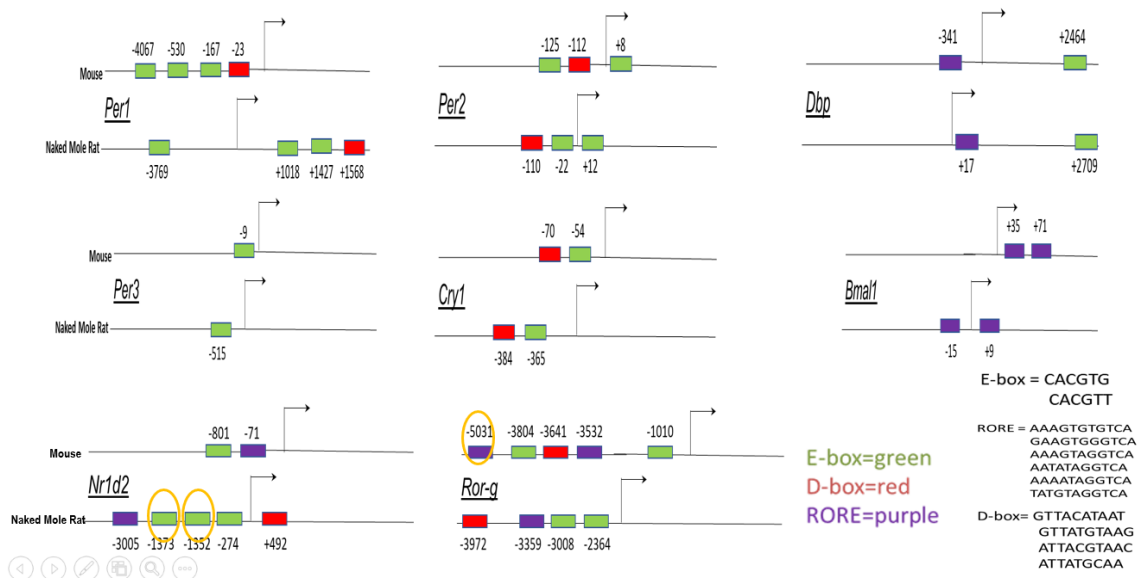 -4067 -530 -167 -23
Mouse
Per1
Naked Mole Rat
-3769 +1018 +1427 +1568
-125 -112 +8
Per2
-110 -22 +12
-341 +2464
Dbp
+17 +2709
-9
Mouse
Per3
Naked Mole Rat
-515
-70 -54
Cry1
-384 -365
+35 +71
Bmal1
-15 +9
-801 -71
Mouse
Nr1d2
Naked Mole Rat
-3005 -1373 -1352 -274 +492
-5031 -3804 -3641 -3532 -1010
Ror-g
-3972 -3359 -3008 -2364
E-box=green
D-box=red
RORE=purple
E-box = CACGTG
CACGTT
RORE = AAAGTGTGTCA
GAAGTGGGTCA
AAAGTAGGTCA
AATATAGGTCA
AAAATAGGTCA
TATGTAGGTCA
D-box= GTTACATAAT
GTTATGTAAG
ATTACGTAAC
ATTATGCAA